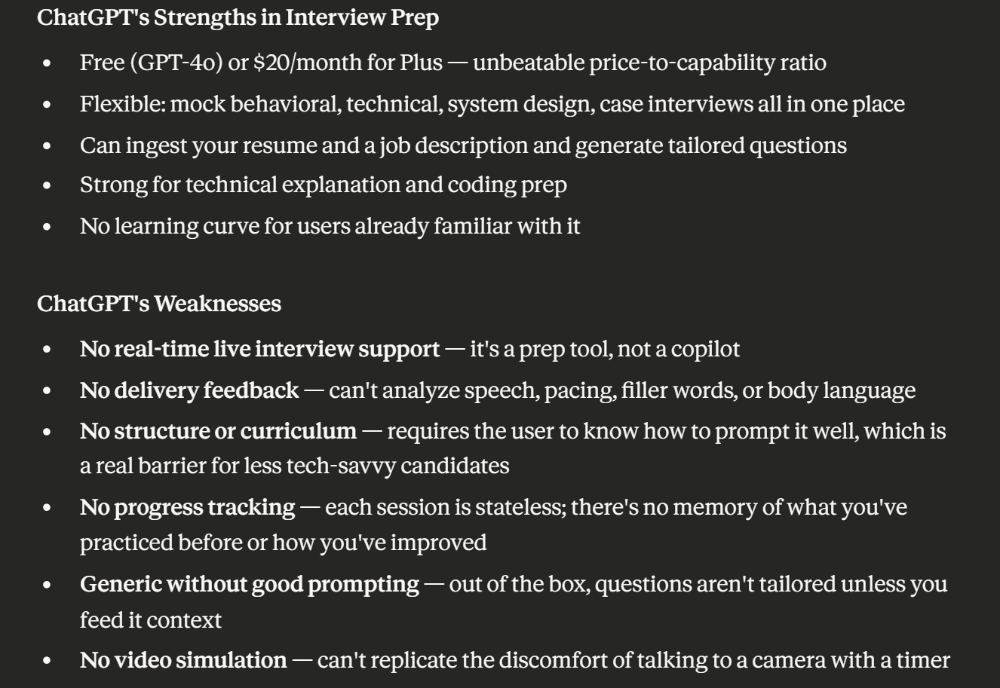 ChatGPT's Strengths in Interview Prep
• Free (GPT-4o) or $20/month for Plus — unbeatable price-to-capability ratio
• Flexible: mock behavioral, technical, system design, case interviews all in one place
• Can ingest your resume and a job description and generate tailored questions
• Strong for technical explanation and coding prep
• No learning curve for users already familiar with it
ChatGPT's Weaknesses
• No real-time live interview support — it's a prep tool, not a copilot
• No delivery feedback — can't analyze speech, pacing, filler words, or body language
• No structure or curriculum — requires the user to know how to prompt it well, which is
a real barrier for less tech-savvy candidates
• No progress tracking — each session is stateless; there's no memory of what you've
practiced before or how you've improved
• Generic without good prompting — out of the box, questions aren't tailored unless you
feed it context
• No video simulation — can't replicate the discomfort of talking to a camera with a timer